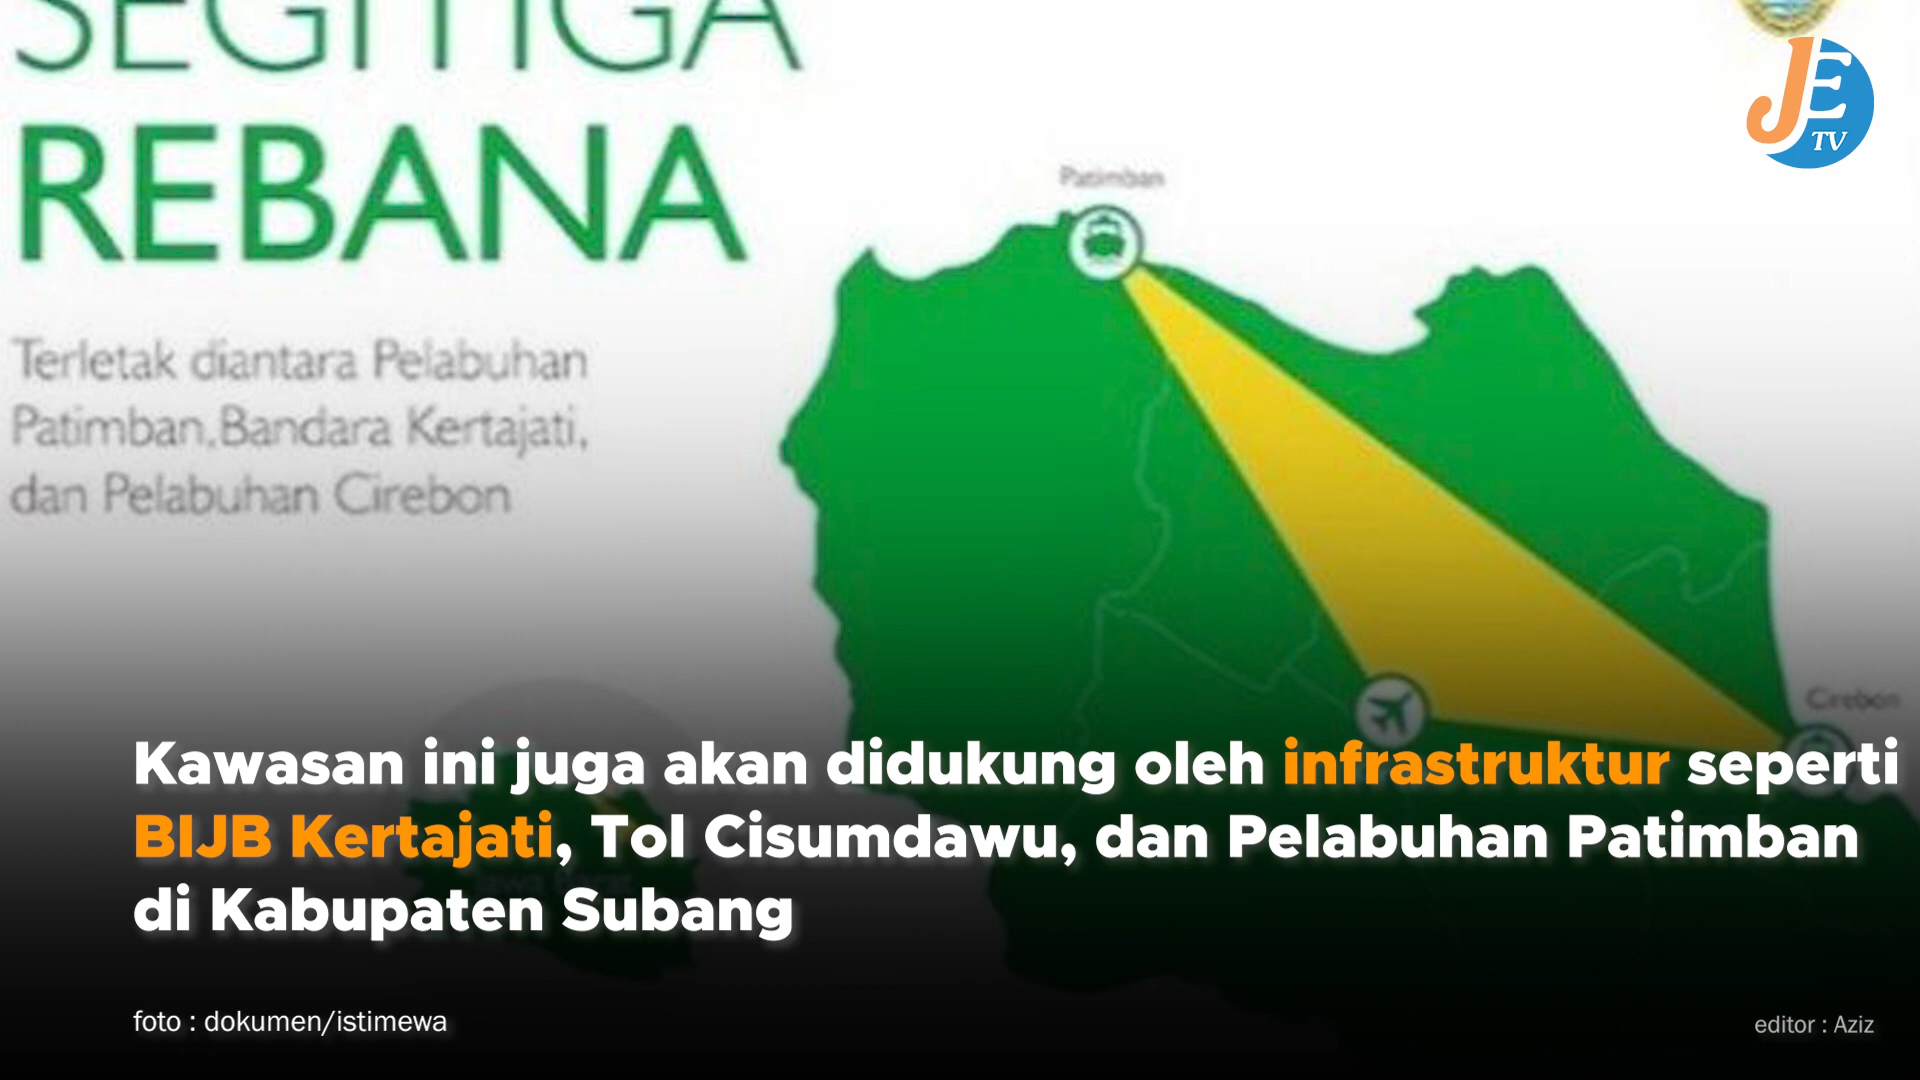 SEGITIGA
REBANA
Terletak diantara Pelabuhan
Patimban,Bandara Kertajati,
dan Pelabuhan Cirebon
JE
TV
Patimban
Cirebon
Kawasan ini juga akan didukung oleh infrastruktur seperti
BIJB Kertajati, Tol Cisumdawu, dan Pelabuhan Patimban
di Kabupaten Subang
foto : dokumen/istimewa
editor : Aziz